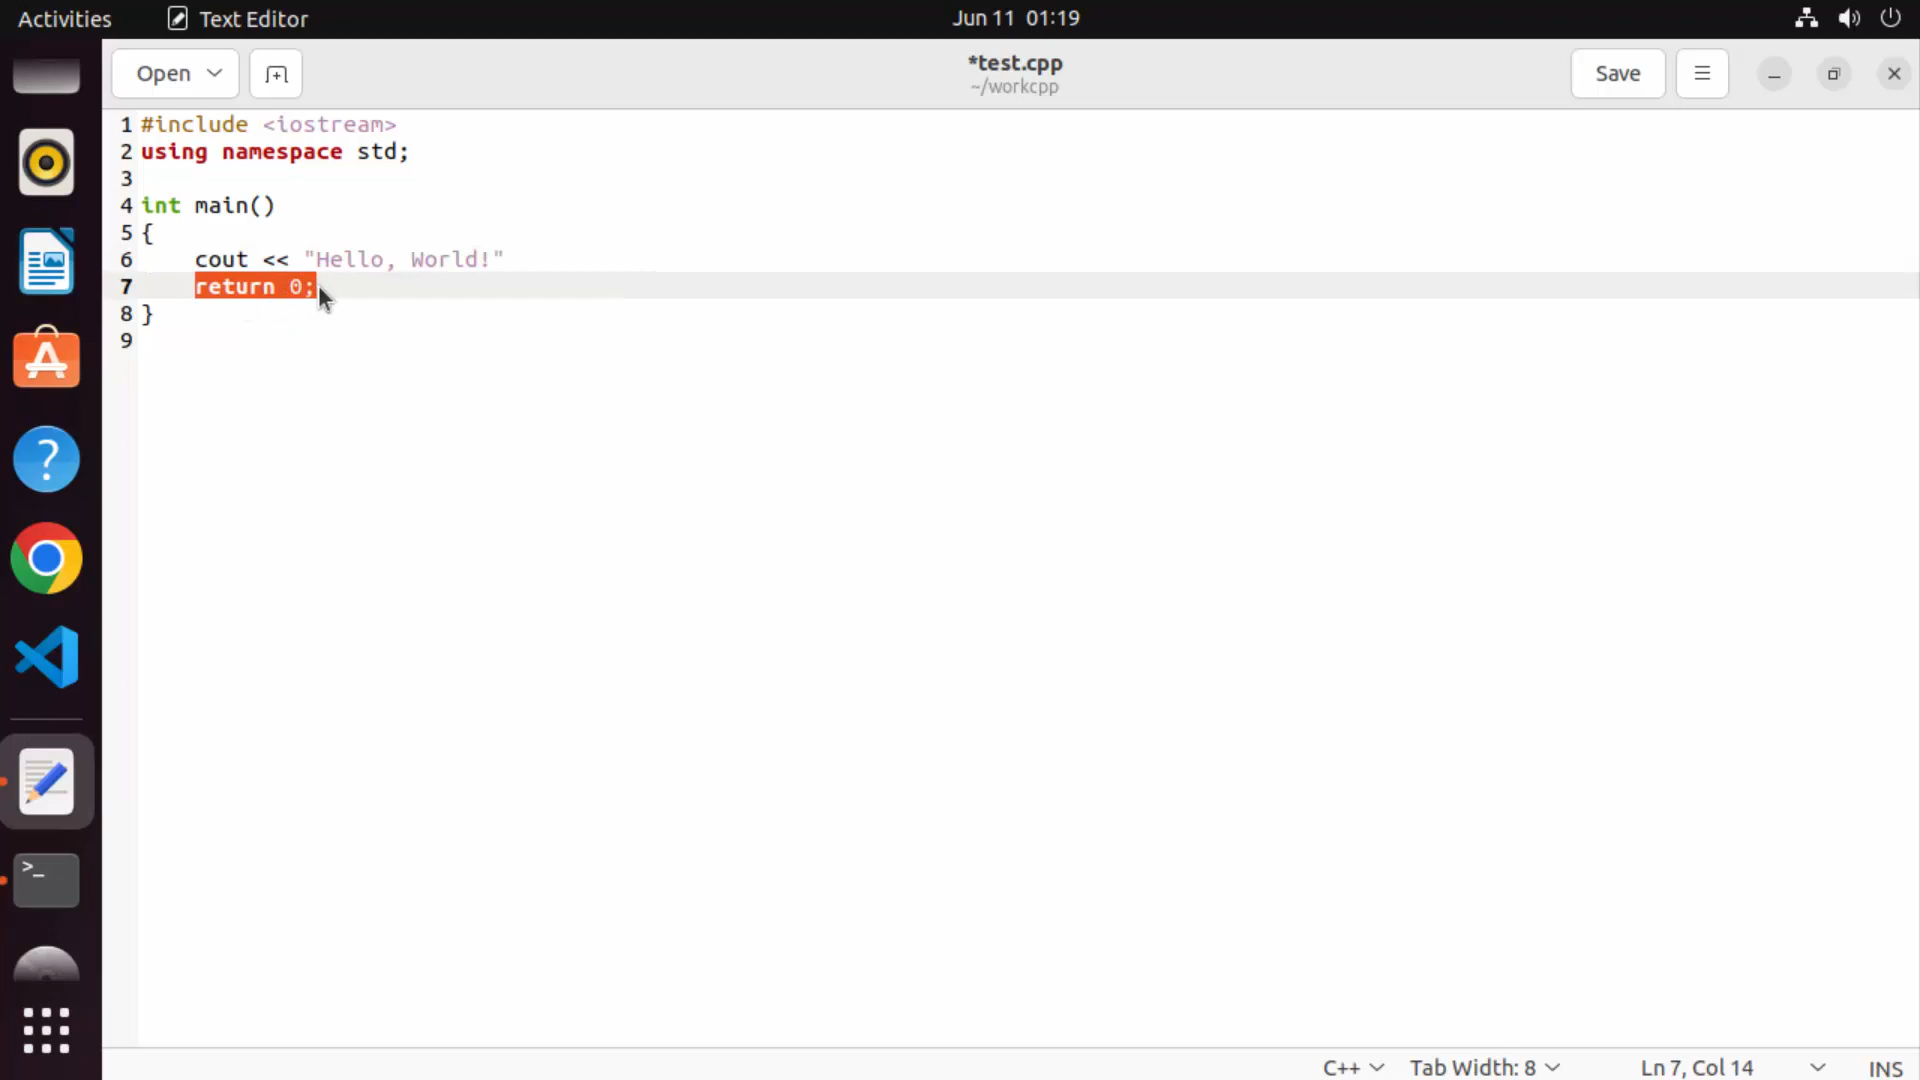 Activities Text Editor Jun 11 01:19
Open *test.cpp Save
~/workcpp
1 #include <iostream>
2 using namespace std;
3
4 int main()
5 {
6     cout << "Hello, World!"
7     return 0;
8 }
9
C++ Tab Width: 8 Ln 7, Col 14 INS